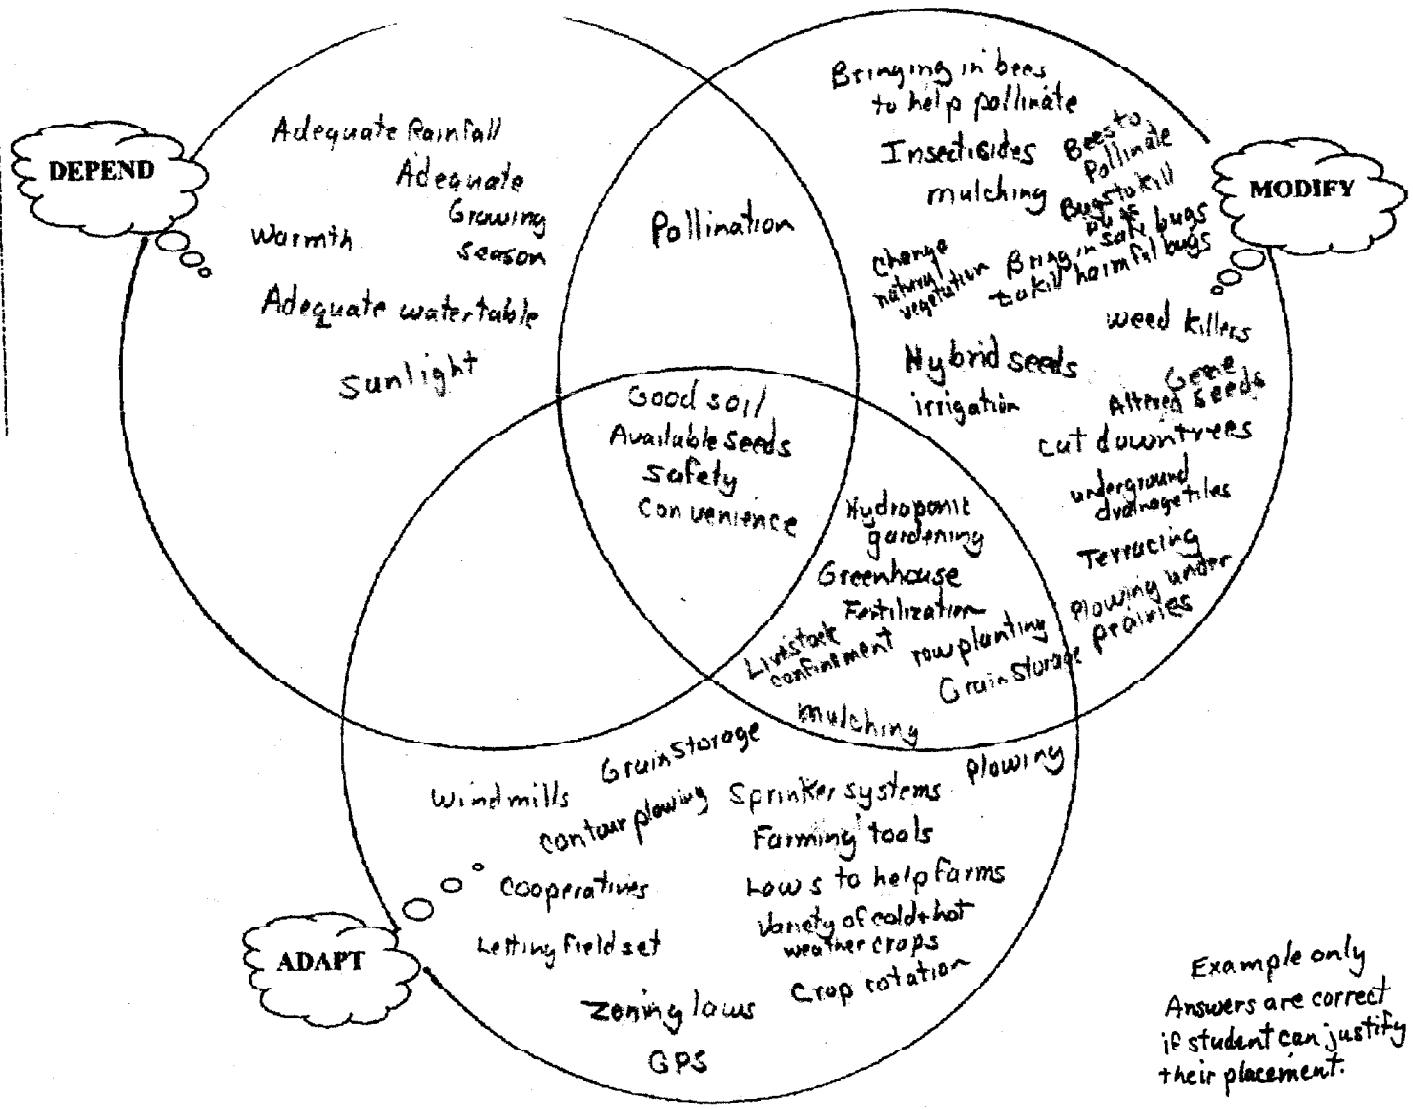 DEPEND
Adequate Rainfall
Adequate
Growing
season
Warmth
Adequate watertable
Sunlight
Pollination
MODIFY
Bringing in bees
to help pollinate
Insecticides
mulching
Bees to
Pollinate
Bugs to kill
bugs
Bring in safe bugs
to kill harmful bugs
Change
natural
vegetation
weed killers
Hybrid seeds
irrigation
Gene
Altered seeds
cut down trees
underground
drainage tiles
Terracing
Plowing under
prairies
Good soil
Available seeds
safety
Convenience
Hydroponic
gardening
Greenhouse
Fertilization
Livestock
confinement
row planting
Grain Storage
mulching
ADAPT
Grain Storage
Windmills
contour plowing
Sprinker systems
Plowing
Farming tools
Cooperatives
Laws to help farms
Variety of cold + hot
weather crops
Letting field set
Crop rotation
Zoning laws
GPS
Example only
Answers are correct
if student can justify
their placement.